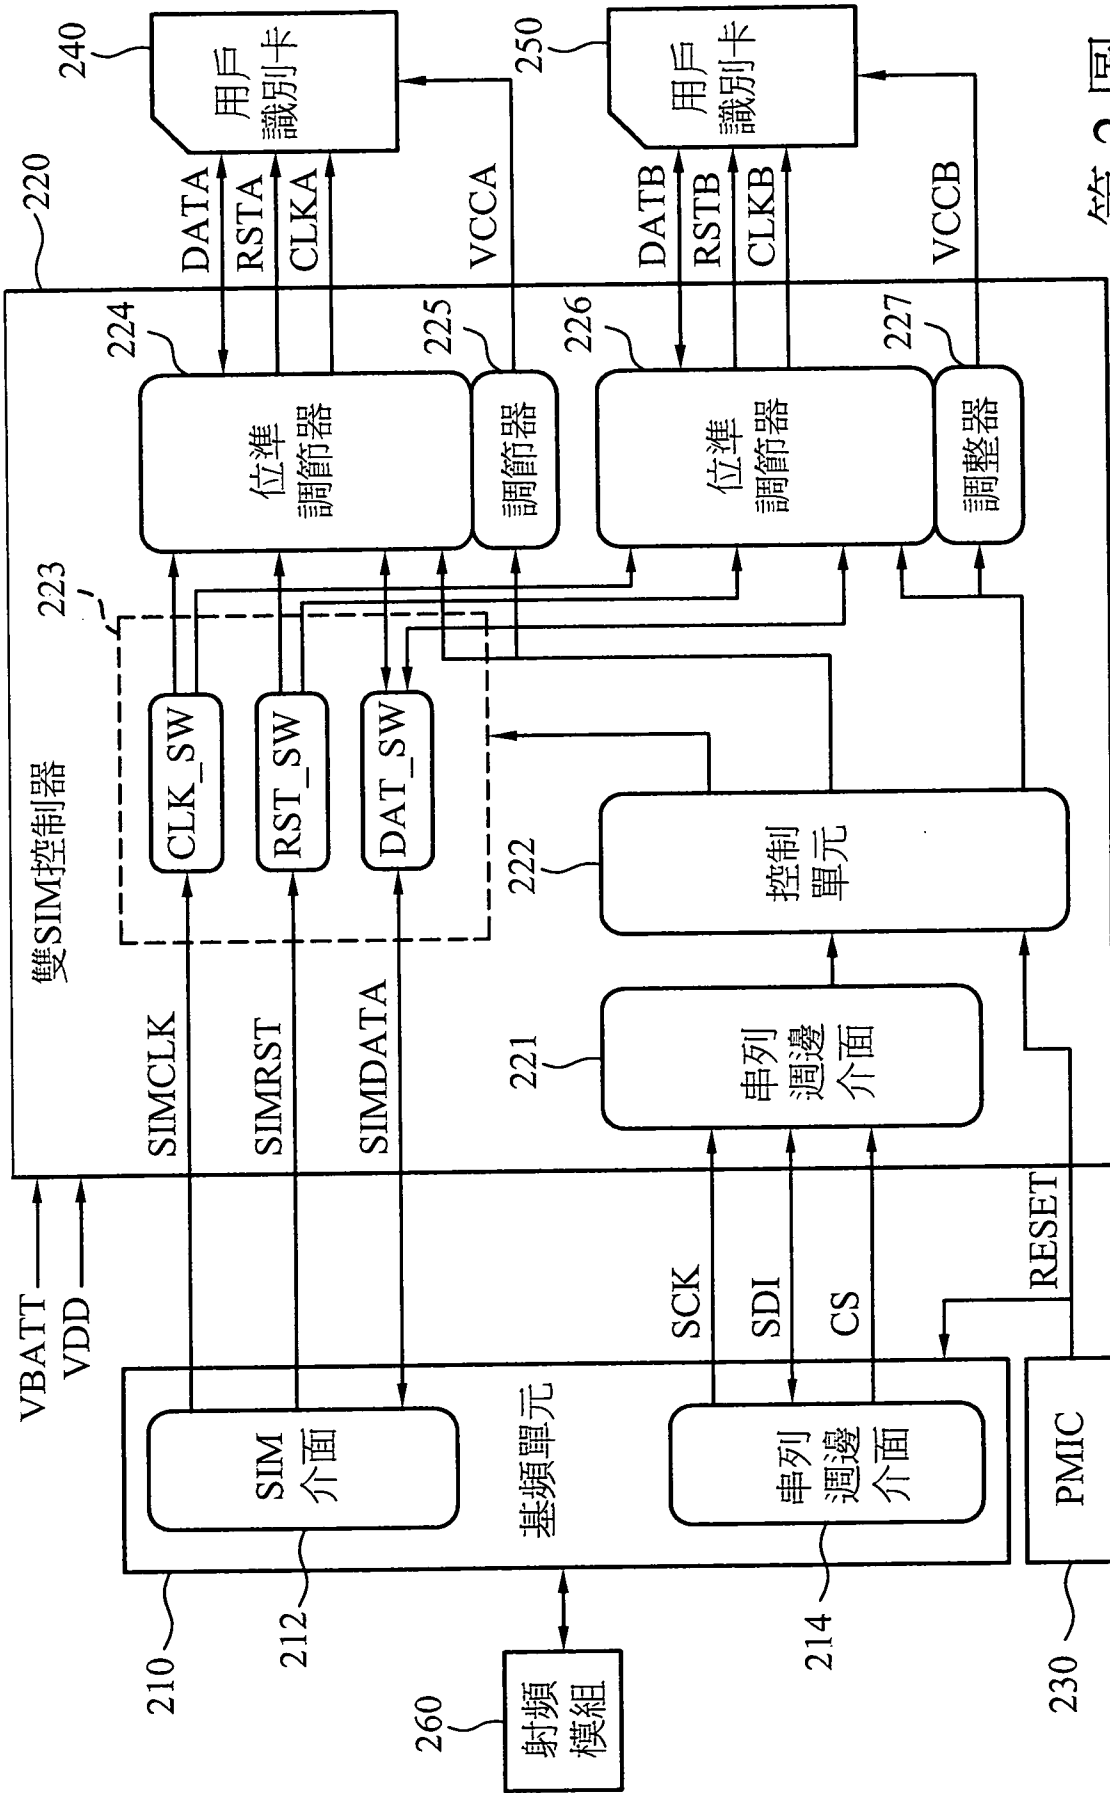 VBATT
VDD
雙SIM控制器
220
210
SIM
介面
212
基頻單元
串列
週邊
介面
214
260
射頻
模組
PMIC
230
SIMCLK
SIMRST
SIMDATA
SCK
SDI
CS
RESET
223
CLK_SW
RST_SW
DAT_SW
221
串列
週邊
介面
222
控制
單元
224
位準
調節器
225
調節器
226
位準
調節器
227
調整器
DATA
RSTA
CLKA
VCCA
240
用戶
識別卡
DATB
RSTB
CLKB
VCCB
250
用戶
識別卡